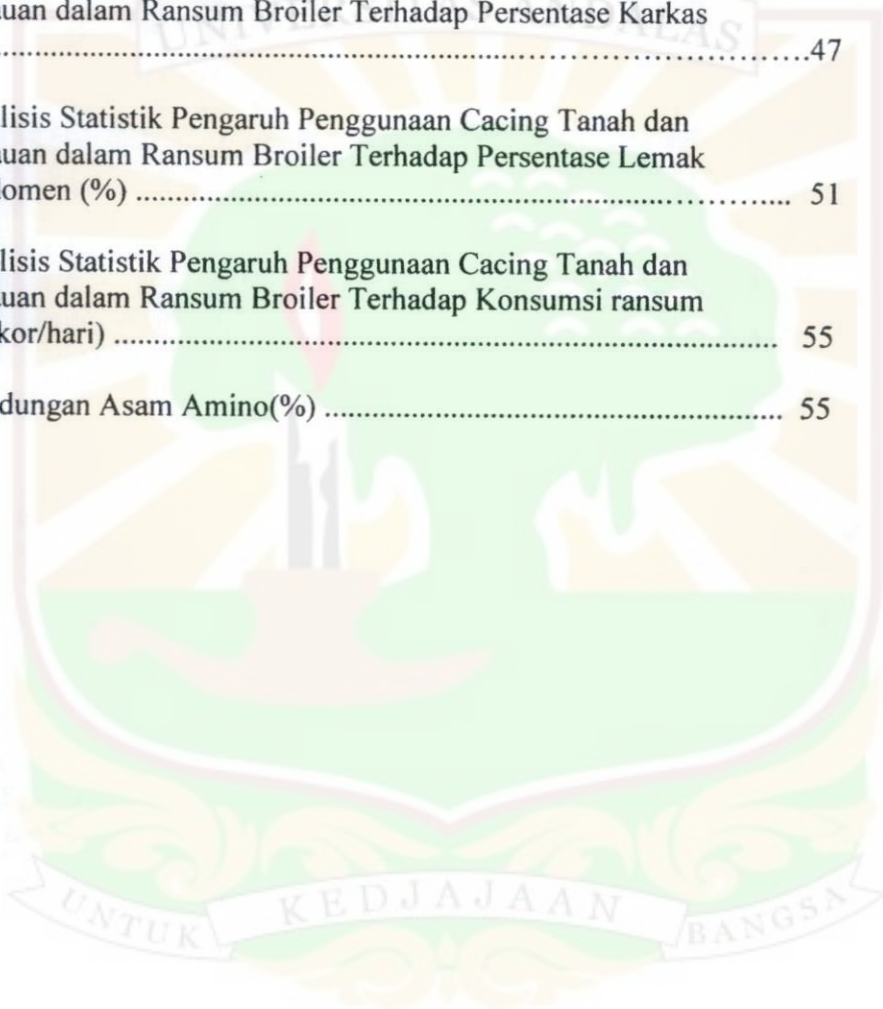 uan dalam Ransum Broiler Terhadap Persentase Karkas
........................................................................................47
lisis Statistik Pengaruh Penggunaan Cacing Tanah dan
uan dalam Ransum Broiler Terhadap Persentase Lemak
omen (%) .................................................................................. 51
lisis Statistik Pengaruh Penggunaan Cacing Tanah dan
uan dalam Ransum Broiler Terhadap Konsumsi ransum
kor/hari) ................................................................................... 55
dungan Asam Amino(%) .......................................................... 55
UNTUK KEDJAJAAN BANGSA